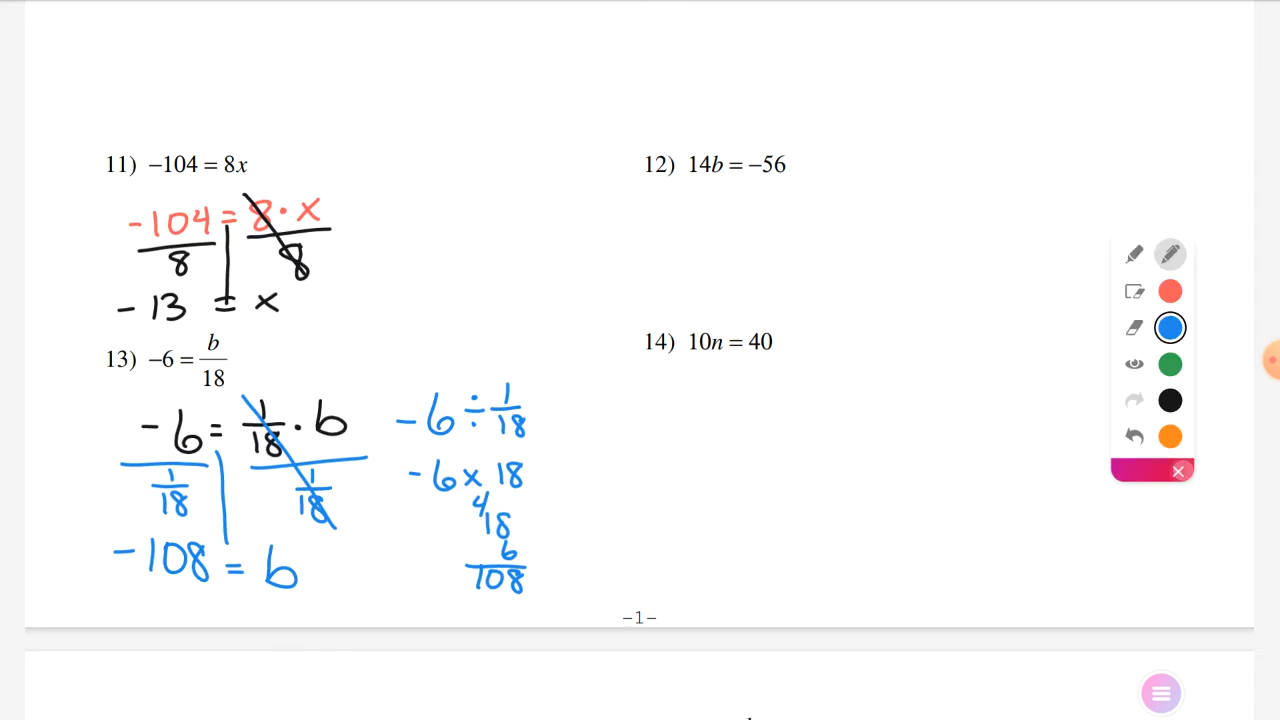 11) −104 = 8x
12) 14b = −56
-104 = 8 · x
8 8
- 13 = x
13) −6 = b/18
14) 10n = 40
-6 = 1/18 · b
1/18 1/18
-108 = b
-6 ÷ 1/18
-6 x 18
4
18
6
108
-1-